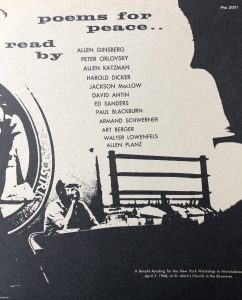 Pln 2001
poems for
peace..
read
by
ALLEN GINSBERG
PETER ORLOVSKY
ALLEN KATZMAN
HAROLD DICKER
JACKSON MacLOW
DAVID ANTIN
ED SANDERS
PAUL BLACKBURN
ARMAND SCHWERNER
ART BERGER
WALTER LOWENFELS
ALLEN PLANZ
A Benefit Reading for the New York Workshop in Nonviolence
April 7, 1966, at St. Mark's Church in the Bouwerie.